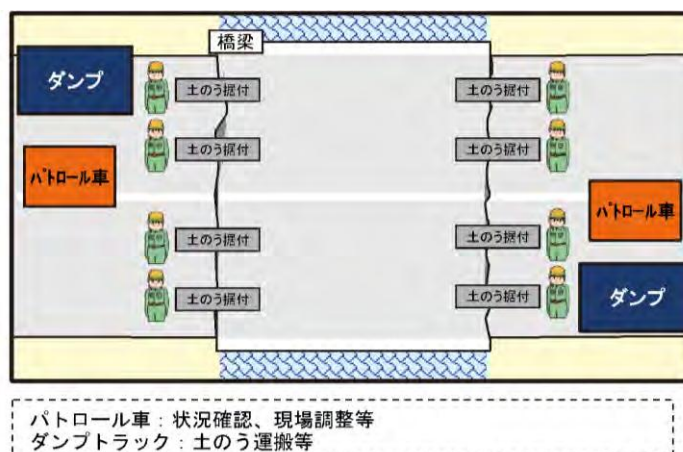 橋梁
ダンプ
土のう据付
土のう据付
土のう据付
土のう据付
パトロール車
土のう据付
土のう据付
パトロール車
土のう据付
土のう据付
ダンプ
パトロール車：状況確認、現場調整等
ダンプトラック：土のう運搬等